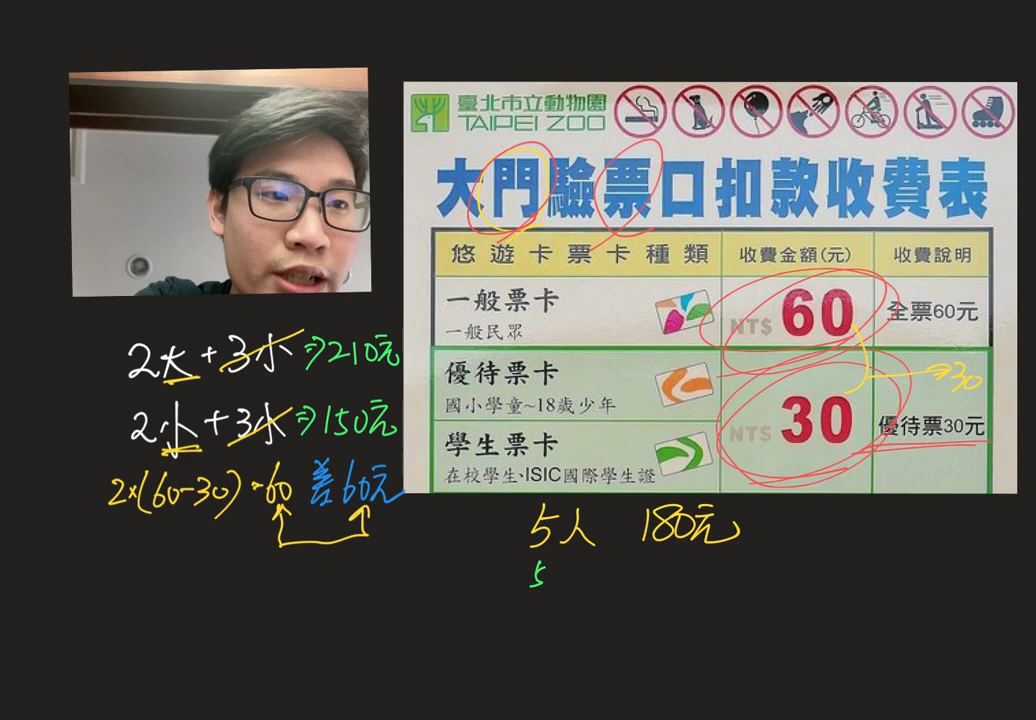 臺北市立動物園
TAIPEI ZOO
大門驗票口扣款收費表
悠遊卡票卡種類 收費金額(元) 收費說明
一般票卡
一般民眾
NT$ 60 全票60元
優待票卡
國小學童~18歲少年
NT$ 30 優待票30元
學生票卡
在校學生、ISIC國際學生證
→30
2大+3小⇒210元
2小+3小⇒150元
2×(60-30)=60 差60元
5人 180元
5